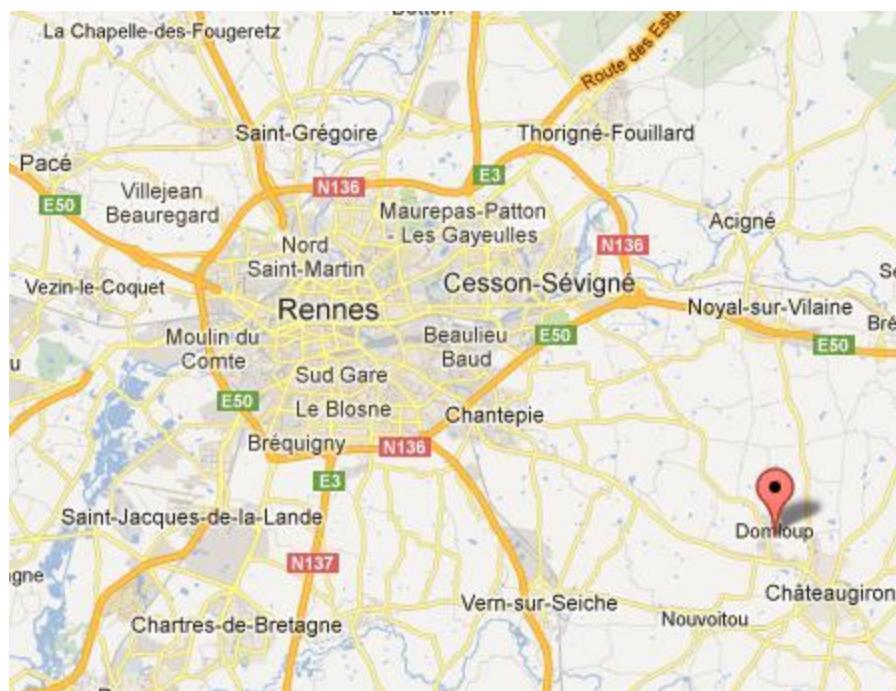 La Chapelle-des-Fougeretz
Route des Estu
Saint-Grégoire
Thorigné-Fouillard
Pacé
E3
N136
Villejean
Beauregard
E50
Maurepas-Patton
- Les Gayeulles
Acigné
Nord
Saint-Martin
N136
Cesson-Sévigné
Vezin-le-Coquet
Rennes
Noyal-sur-Vilaine
Moulin du
Comte
Beaulieu
Baud
E50
E50
Sud Gare
E50
Le Blosne
Chantepie
Bréquigny
N136
E3
Saint-Jacques-de-la-Lande
Domloup
N137
Châteaugiron
Vern-sur-Seiche
Nouvoitou
Chartres-de-Bretagne